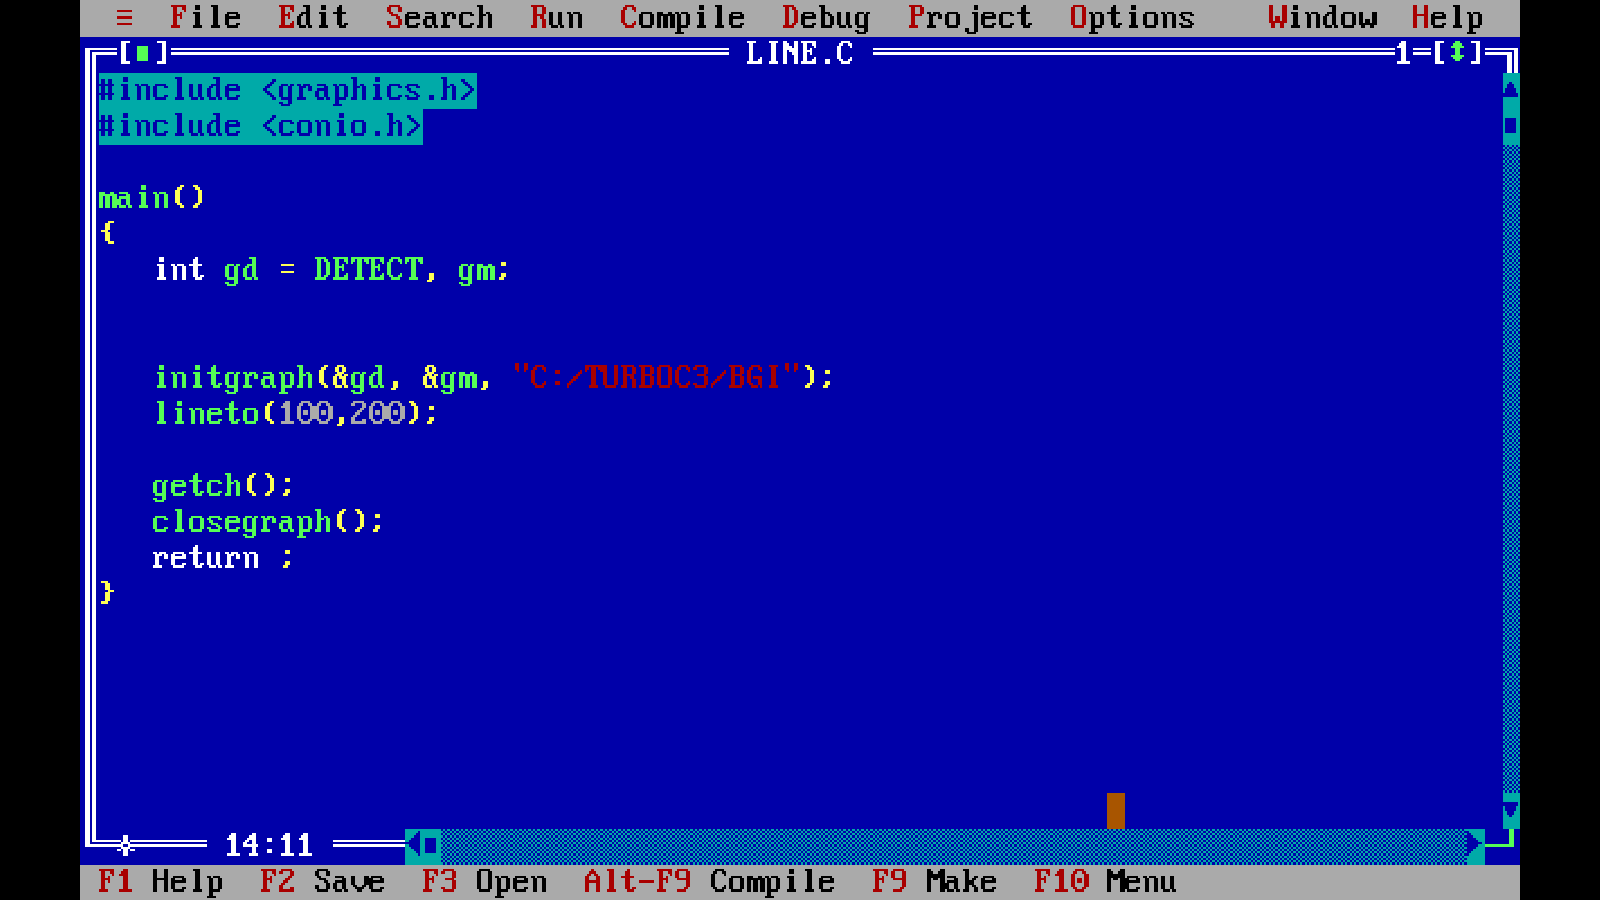 ≡ File Edit Search Run Compile Debug Project Options Window Help
[■] LINE.C 1=[↕]
#include <graphics.h>
#include <conio.h>
main()
{
int gd = DETECT, gm;
initgraph(&gd, &gm, "C:/TURBOC3/BGI");
lineto(100,200);
getch();
closegraph();
return ;
}
14:11
F1 Help F2 Save F3 Open Alt-F9 Compile F9 Make F10 Menu